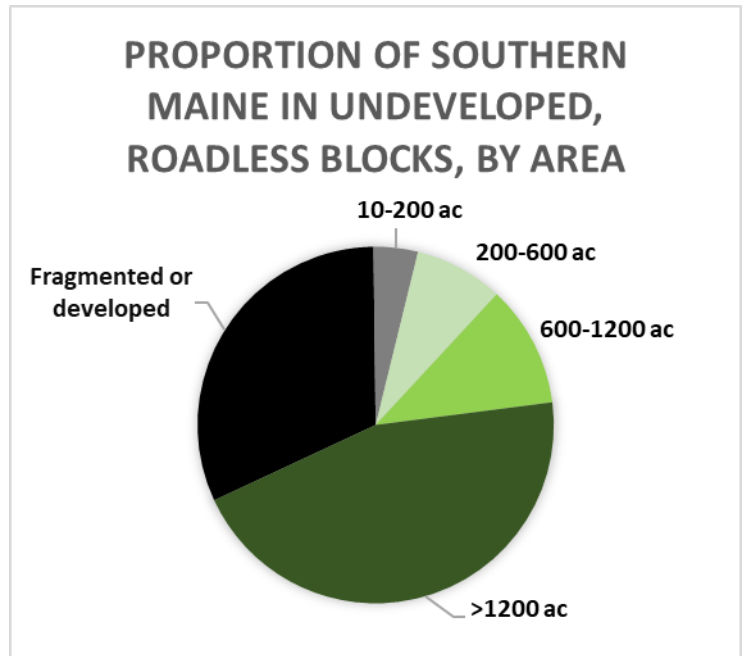 PROPORTION OF SOUTHERN
MAINE IN UNDEVELOPED,
ROADLESS BLOCKS, BY AREA
10-200 ac
200-600 ac
Fragmented or
developed
600-1200 ac
>1200 ac